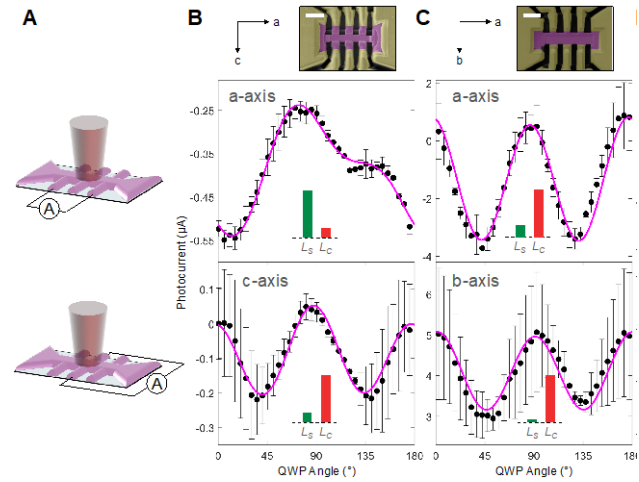 A
B
a
c
C
a
b
a-axis
-0.25
-0.35
-0.45
-0.55
L_S
L_C
a-axis
2
0
-2
-4
L_S
L_C
Photocurrent (µA)
c-axis
0.1
0
-0.1
-0.2
-0.3
L_S
L_C
0
45
90
135
180
QWP Angle (°)
b-axis
6
5
4
3
L_S
L_C
0
45
90
135
180
QWP Angle (°)
A
A